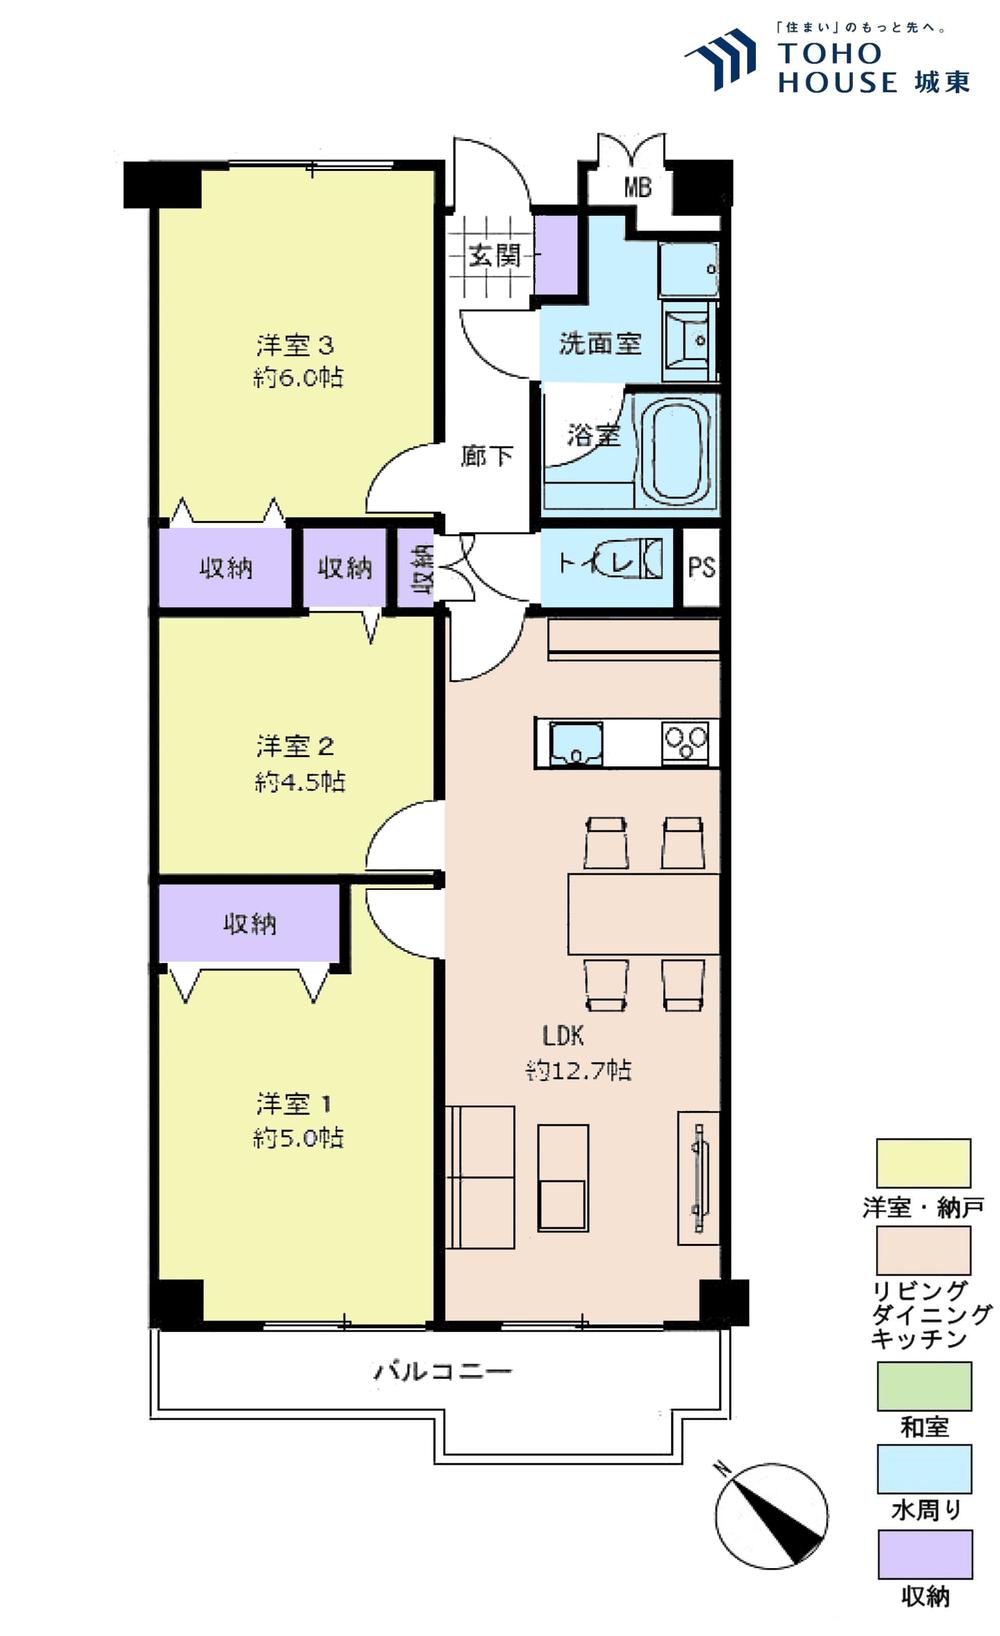 「住まい」のもっと先へ。
TOHO
HOUSE 城東
MB
玄関
洋室3
約6.0帖
洗面室
浴室
廊下
収納
収納
収納
トイレ
PS
洋室2
約4.5帖
収納
LDK
約12.7帖
洋室1
約5.0帖
バルコニー
N
洋室・納戸
リビング
ダイニング
キッチン
和室
水周り
収納